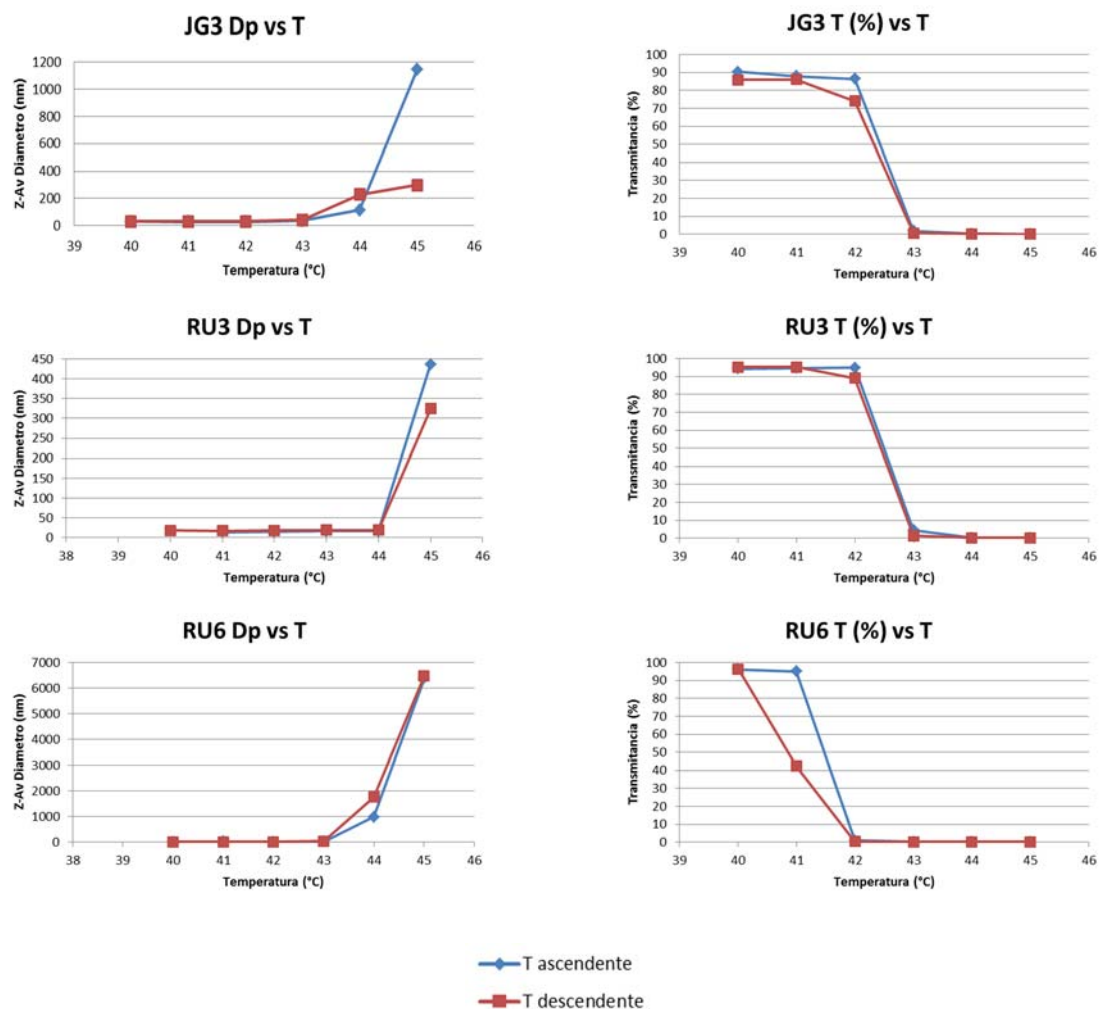 JG3 Dp vs T
Z-Av Diametro (nm)
1200
1000
800
600
400
200
0
39 40 41 42 43 44 45 46
Temperatura (°C)
JG3 T (%) vs T
Transmitancia (%)
100
90
80
70
60
50
40
30
20
10
0
39 40 41 42 43 44 45 46
Temperatura (°C)
RU3 Dp vs T
Z-Av Diametro (nm)
450
400
350
300
250
200
150
100
50
0
38 39 40 41 42 43 44 45 46
Temperatura (°C)
RU3 T (%) vs T
Transmitancia (%)
100
90
80
70
60
50
40
30
20
10
0
39 40 41 42 43 44 45 46
Temperatura (°C)
RU6 Dp vs T
Z-Av Diametro (nm)
7000
6000
5000
4000
3000
2000
1000
0
38 39 40 41 42 43 44 45 46
Temperatura (°C)
RU6 T (%) vs T
Transmitancia (%)
100
90
80
70
60
50
40
30
20
10
0
39 40 41 42 43 44 45 46
Temperatura (°C)
T ascendente
T descendente